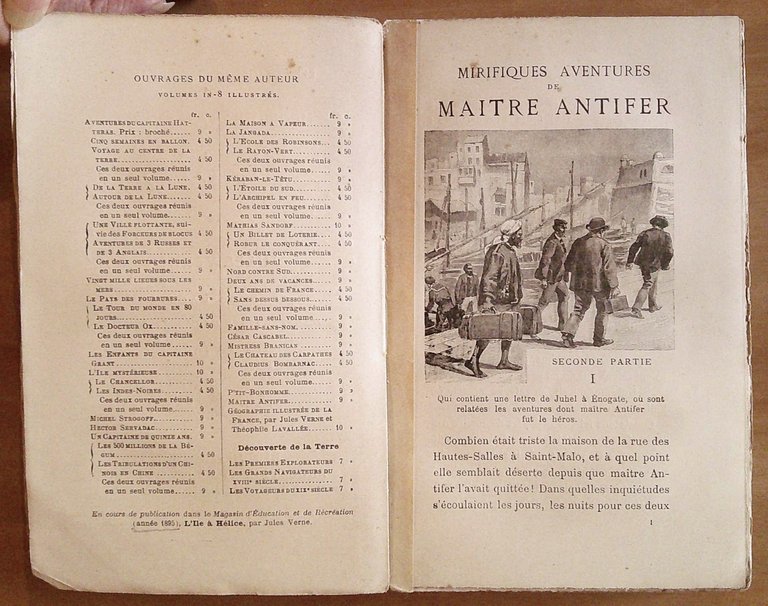 OUVRAGES DU MÊME AUTEUR
VOLUMES IN-8 ILLUSTRÉS.
fr. c.
AVENTURES DU CAPITAINE HAT-
TERAS. Prix : broché...... 9 »
CINQ SEMAINES EN BALLON. 4 50
VOYAGE AU CENTRE DE LA
TERRE.................. 4 50
Ces deux ouvrages réunis
en un seul volume..... 9 »
DE LA TERRE A LA LUNE. 4 50
AUTOUR DE LA LUNE.... 4 50
Ces deux ouvrages réunis
en un seul volume..... 9 »
UNE VILLE FLOTTANTE, sui-
vie des FORCEURS DE BLOCUS 4 50
AVENTURES DE 3 RUSSES ET
DE 3 ANGLAIS........... 4 50
Ces deux ouvrages réunis
en un seul volume..... 9 »
VINGT MILLE LIEUES SOUS LES
MERS.................. 9 »
LE PAYS DES FOURRURES.... 9 »
LE TOUR DU MONDE EN 80
JOURS.................. 4 50
LE DOCTEUR OX.......... 4 50
Ces deux ouvrages réunis
en un seul volume..... 9 »
LES ENFANTS DU CAPITAINE
GRANT.................. 10 »
L'ILE MYSTÉRIEUSE........ 10 »
LE CHANCELLOR.......... 4 50
LES INDES-NOIRES........ 4 50
Ces deux ouvrages réunis
en un seul volume..... 9 »
MICHEL STROGOFF.......... 9 »
HECTOR SERVADAC.......... 9 »
UN CAPITAINE DE QUINZE ANS. 9 »
LES 500 MILLIONS DE LA BÉ-
GUM.................. 4 50
LES TRIBULATIONS D'UN CHI-
NOIS EN CHINE.......... 4 50
Ces deux ouvrages réunis
en un seul volume..... 9 »
fr. c.
LA MAISON A VAPEUR...... 9 »
LA JANGADA.............. 9 »
L'ECOLE DES ROBINSONS... 4 50
LE RAYON-VERT.......... 4 50
Ces deux ouvrages réunis
en un seul volume..... 9 »
KÉRABAN-LE-TÊTU.......... 9 »
L'ETOILE DU SUD........ 4 50
L'ARCHIPEL EN FEU...... 4 50
Ces deux ouvrages réunis
en un seul volume..... 9 »
MATHIAS SANDORF.......... 10 »
UN BILLET DE LOTERIE... 4 50
ROBUR LE CONQUÉRANT.... 4 50
Ces deux ouvrages réunis
en un seul volume..... 9 »
NORD CONTRE SUD.......... 9 »
DEUX ANS DE VACANCES..... 9 »
LE CHEMIN DE FRANCE.... 4 50
SANS DESSUS DESSOUS.... 4 50
Ces deux ouvrages réunis
en un seul volume..... 9 »
FAMILLE-SANS-NOM......... 9 »
CÉSAR CASCABEL........... 9 »
MISTRESS BRANICAN........ 9 »
LE CHATEAU DES CARPATHES 4 50
CLAUDIUS BOMBARNAC..... 4 50
Ces deux ouvrages réunis
en un seul volume..... 9 »
P'TIT-BONHOMME........... 9 »
MAITRE ANTIFER........... 9 »
GÉOGRAPHIE ILLUSTRÉE DE LA
FRANCE, par JULES VERNE et
Théophile LAVALLÉE...... 10 »
Découverte de la Terre
LES PREMIERS EXPLORATEURS 7 »
LES GRANDS NAVIGATEURS DU
XVIIIe SIÈCLE............ 7 »
LES VOYAGEURS DU XIXe SIÈCLE 7 »
En cours de publication dans le Magasin d'Éducation et de Récréation
(année 1895), L'Ile à Hélice, par Jules Verne.
MIRIFIQUES AVENTURES
DE
MAITRE ANTIFER
SECONDE PARTIE
I
Qui contient une lettre de Juhel à Énogate, où sont
relatées les aventures dont maître Antifer
fut le héros.
Combien était triste la maison de la rue des
Hautes-Salles à Saint-Malo, et à quel point
elle semblait déserte depuis que maître An-
tifer l'avait quittée! Dans quelles inquiétudes
s'écoulaient les jours, les nuits pour ces deux
1